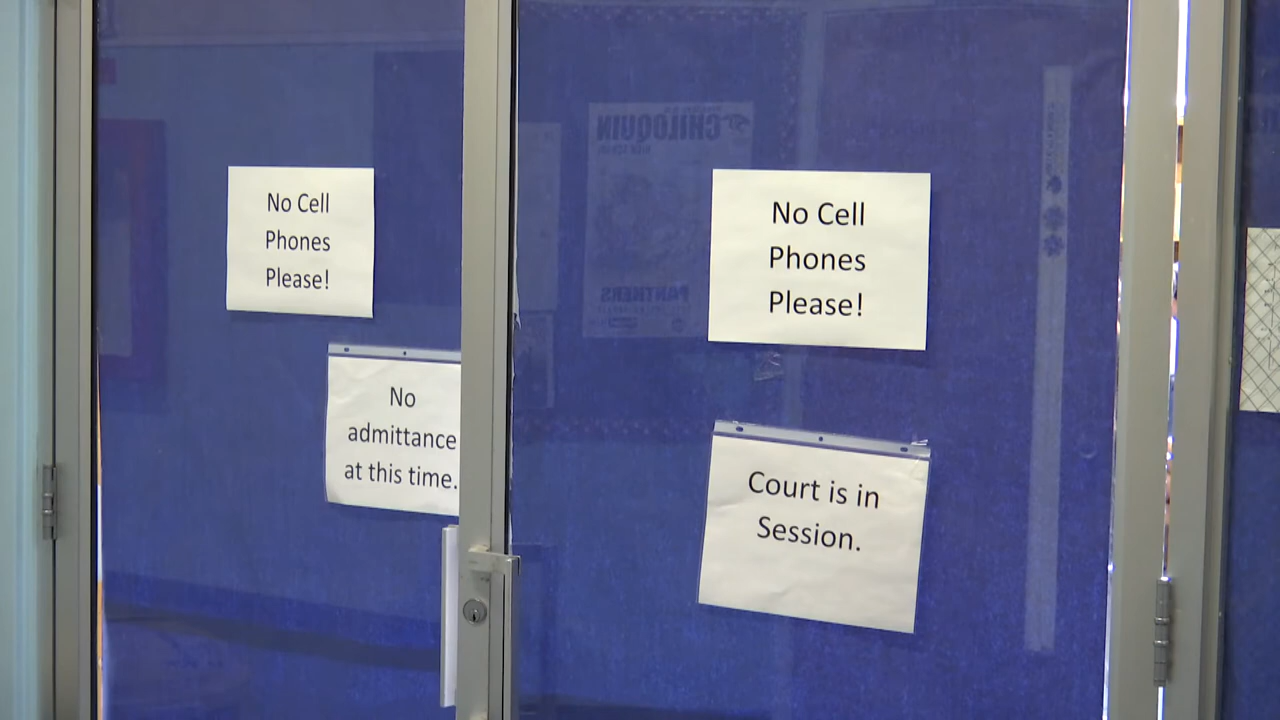 No Cell
Phones
Please!
No
admittance
at this time.
CHILOQUIN
PANTHERS
No Cell
Phones
Please!
Court is in
Session.